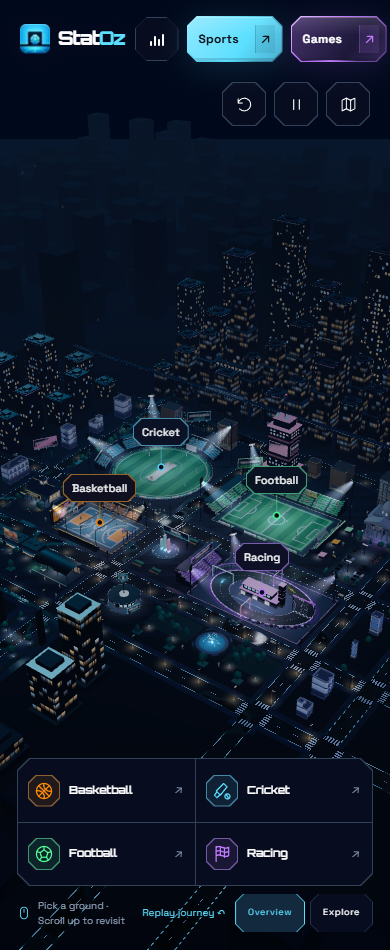 StatOz
Sports
Games
Cricket
Football
Basketball
Racing
Basketball
Cricket
Football
Racing
Pick a ground ·
Scroll up to revisit
Replay journey
Overview
Explore